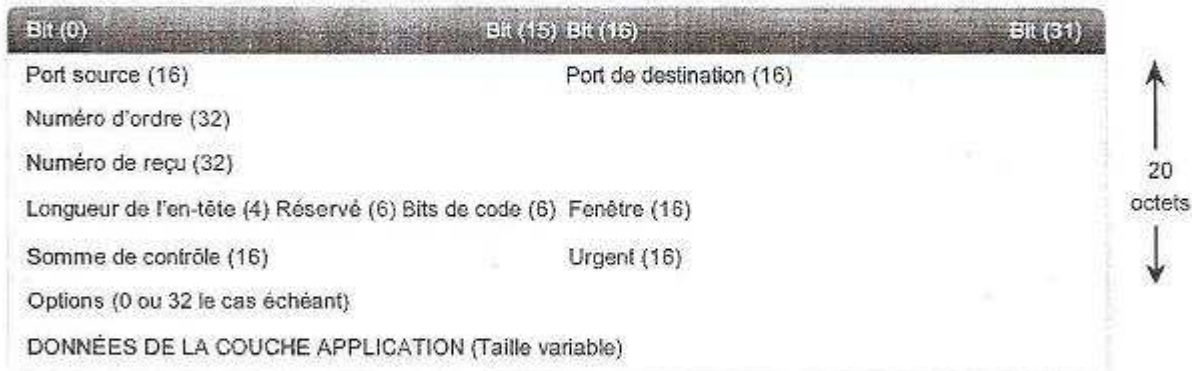 Bit (0) Bit (15) Bit (16) Bit (31)
Port source (16) Port de destination (16)
Numéro d'ordre (32)
Numéro de reçu (32)
20
Longueur de l'en-tête (4) Réservé (6) Bits de code (6) Fenêtre (16)
octets
Somme de contrôle (16) Urgent (16)
Options (0 ou 32 le cas échéant)
DONNÉES DE LA COUCHE APPLICATION (Taille variable)